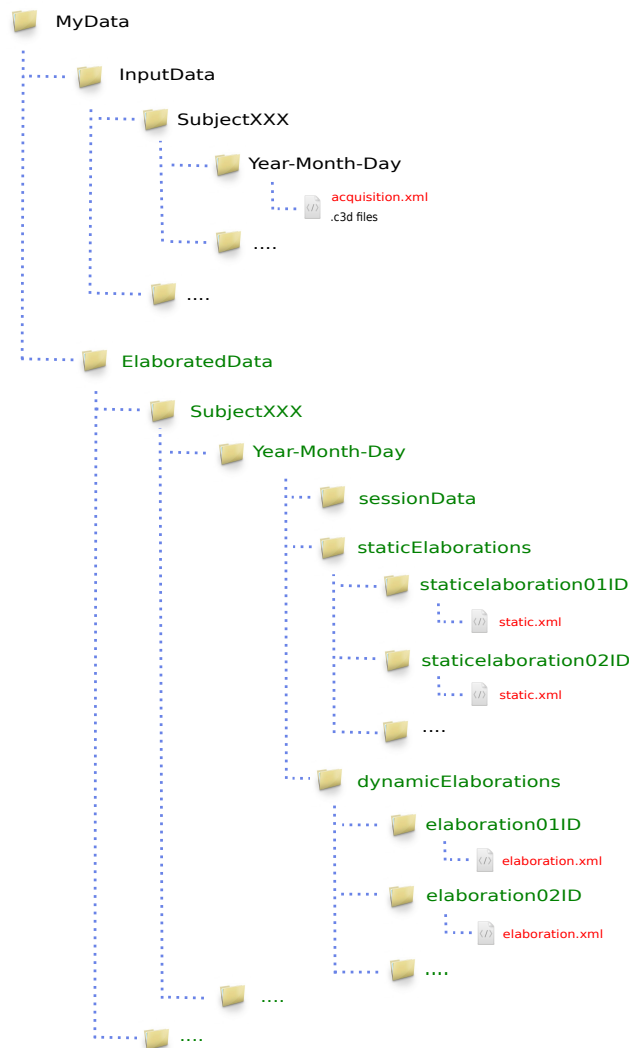 MyData
InputData
SubjectXXX
Year-Month-Day
acquisition.xml
.c3d files
....
....
ElaboratedData
SubjectXXX
Year-Month-Day
sessionData
staticElaborations
staticelaboration01ID
static.xml
staticelaboration02ID
static.xml
....
dynamicElaborations
elaboration01ID
elaboration.xml
elaboration02ID
elaboration.xml
....
....
....